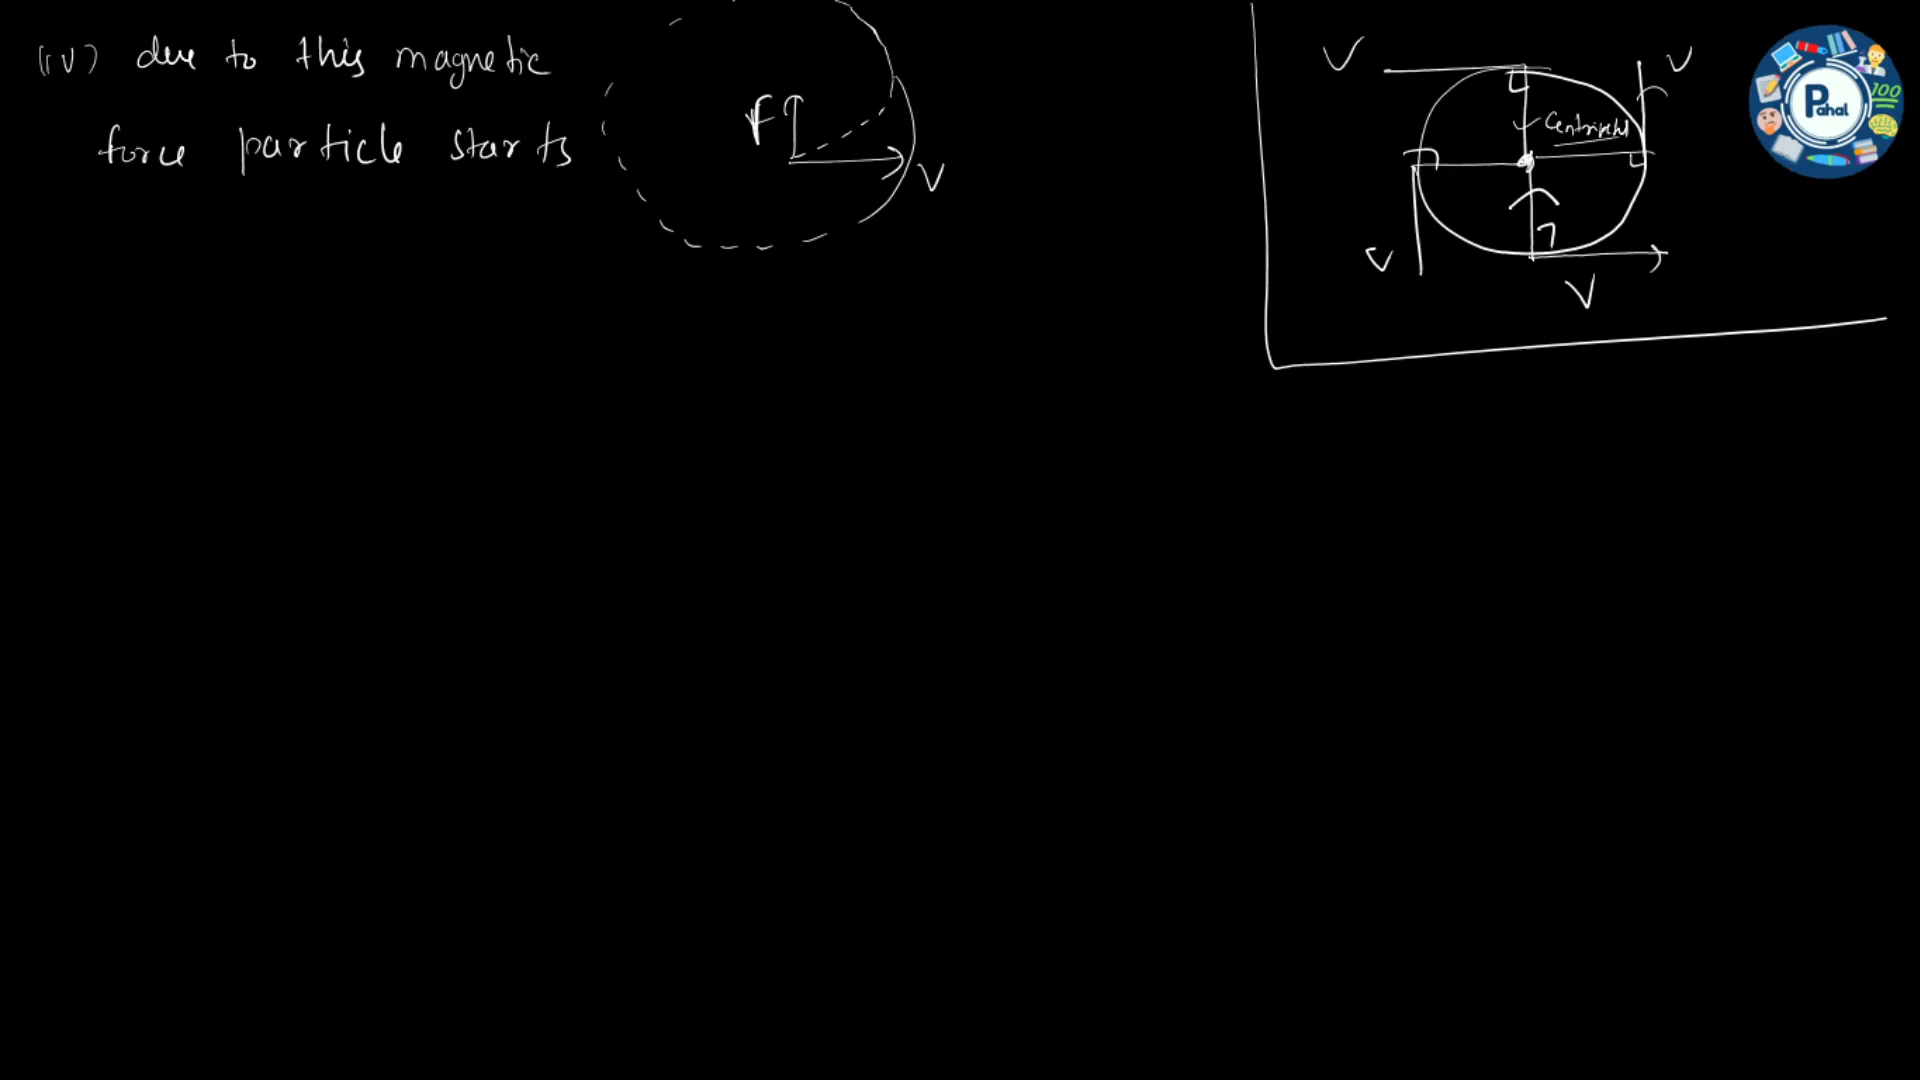 (iv) due to this magnetic
force particle starts
F
V
V
V
Centripetal
V
V
Pahal
100